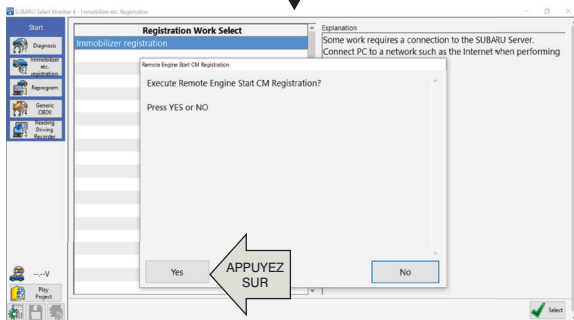 SUBARU Select Monitor 4 - Immobilizer etc. Registration
Start
Diagnosis
Immobilizer
etc.
registration
Reprogram
Generic
OBDII
Reading
Driving
Recorder
--.--V
Play
Project
Registration Work Select
Immobilizer registration
Explanation
Some work requires a connection to the SUBARU Server.
Connect PC to a network such as the Internet when performing
Remote Engine Start CM Registration
Execute Remote Engine Start CM Registration?
Press YES or NO
Yes
APPUYEZ
SUR
No
Select